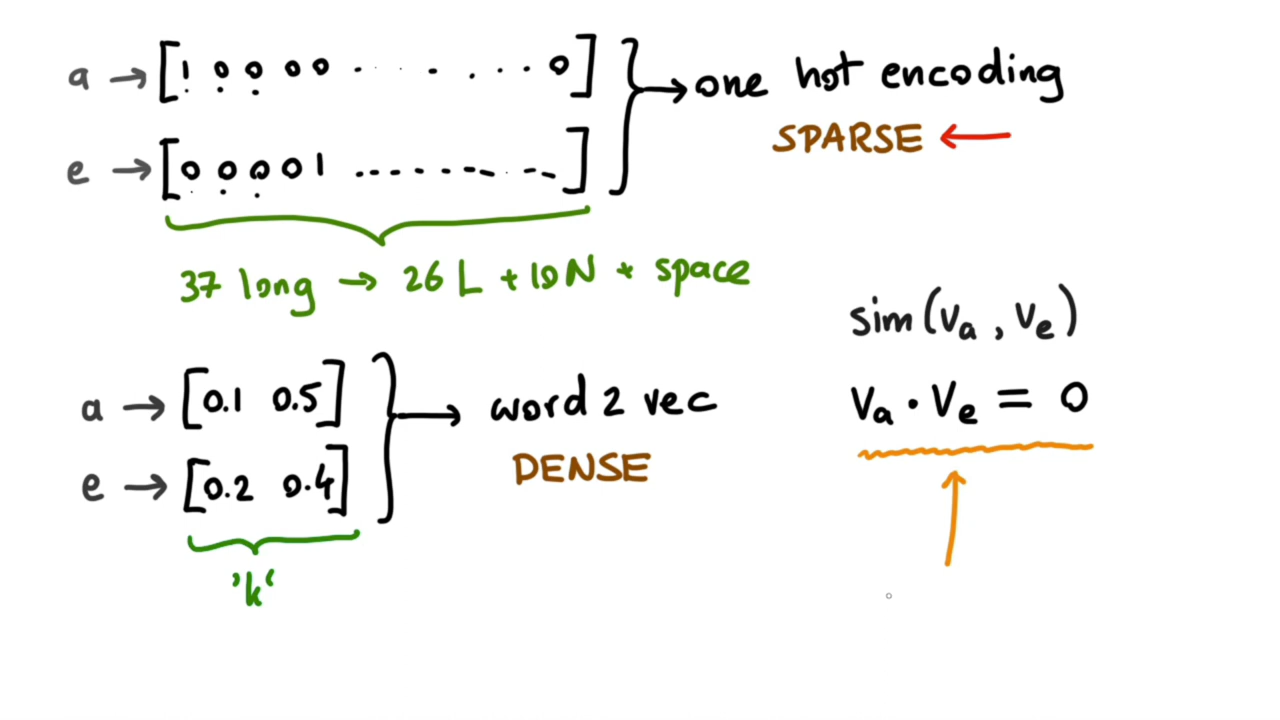 a → [1 0 0 0 0 . . . . . . . 0] } → one hot encoding
SPARSE ←
e → [0 0 0 0 1 ..............]
37 long → 26 L + 10 N + space
sim(Va , Ve)
a → [0.1 0.5] } → word 2 vec
Va · Ve = 0
DENSE
e → [0.2 0.4]
'k'